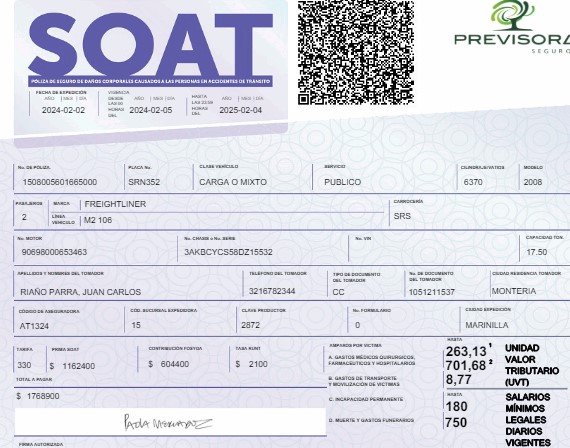 SOAT
PREVISORA
SEGUROS
PÓLIZA DE SEGURO DE DAÑOS CORPORALES CAUSADOS A LAS PERSONAS EN ACCIDENTES DE TRÁNSITO
FECHA DE EXPEDICIÓN
AÑO | MES | DÍA
2024-02-02
VIGENCIA DESDE LAS 00 HORAS DEL
AÑO | MES | DÍA
2024-02-05
HASTA LAS 23:59 HORAS DEL
AÑO | MES | DÍA
2025-02-04
No. DE PÓLIZA. PLACA No. CLASE VEHÍCULO SERVICIO CILINDRAJE/VATIOS MODELO
1508005601665000 SRN352 CARGA O MIXTO PUBLICO 6370 2008
PASAJEROS MARCA FREIGHTLINER CARROCERÍA
2 LÍNEA VEHÍCULO M2 106 SRS
No. MOTOR No. CHASIS o No. SERIE No. VIN CAPACIDAD TON.
90698000653463 3AKBCYCS58DZ15532 17.50
APELLIDOS Y NOMBRES DEL TOMADOR TELÉFONO DEL TOMADOR TIPO DE DOCUMENTO DEL TOMADOR No. DE DOCUMENTO DEL TOMADOR CIUDAD RESIDENCIA TOMADOR
RIAÑO PARRA, JUAN CARLOS 3216782344 CC 1051211537 MONTERIA
CÓDIGO DE ASEGURADORA CÓD. SUCURSAL EXPEDIDORA CLAVE PRODUCTOR No. FORMULARIO CIUDAD EXPEDICIÓN
AT1324 15 2872 0 MARINILLA
TARIFA PRIMA SOAT CONTRIBUCIÓN FOSYGA TASA RUNT
330 $ 1162400 $ 604400 $ 2100
TOTAL A PAGAR
$ 1768900
FIRMA AUTORIZADA
AMPAROS POR VÍCTIMA HASTA
A. GASTOS MÉDICOS QUIRÚRGICOS, FARMACÉUTICOS Y HOSPITALARIOS
B. GASTOS DE TRANSPORTE Y MOVILIZACIÓN DE VÍCTIMAS
C. INCAPACIDAD PERMANENTE
D. MUERTE Y GASTOS FUNERARIOS
263,13 ¹ UNIDAD
701,68 ² VALOR
8,77 TRIBUTARIO
(UVT)
HASTA
180 SALARIOS
MÍNIMOS
750 LEGALES
DIARIOS
VIGENTES